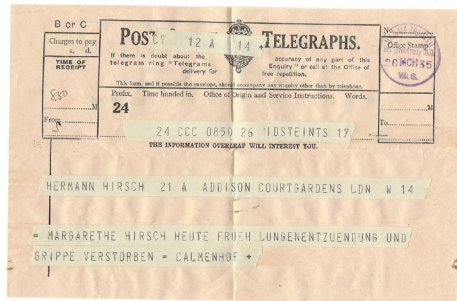 B or C
POST TELEGRAPHS.
12 A 14
Charges to pay
s. d.
No.
Office Stamp
TIME OF
RECEIPT
If there is doubt about the accuracy of any part of this
telegram ring "Telegrams Enquiry" or call at the Office of
delivery for free repetition.
This form, and if possible the envelope, should accompany any enquiry other than by telephone.
26 MCH 35
W.8.
830
M
M
From
To
Prefix. Time handed in. Office of Origin and Service Instructions. Words.
24
24 CCC 0850 26 IDSTEINTS 17
THE INFORMATION OVERLEAF WILL INTEREST YOU.
HERMANN HIRSCH 21 A ADDISON COURTGARDENS LDN W 14
= MARGARETHE HIRSCH HEUTE FRUEH LUNGENENTZUENDUNG UND
GRIPPE VERSTORBEN = CALMENHOF +